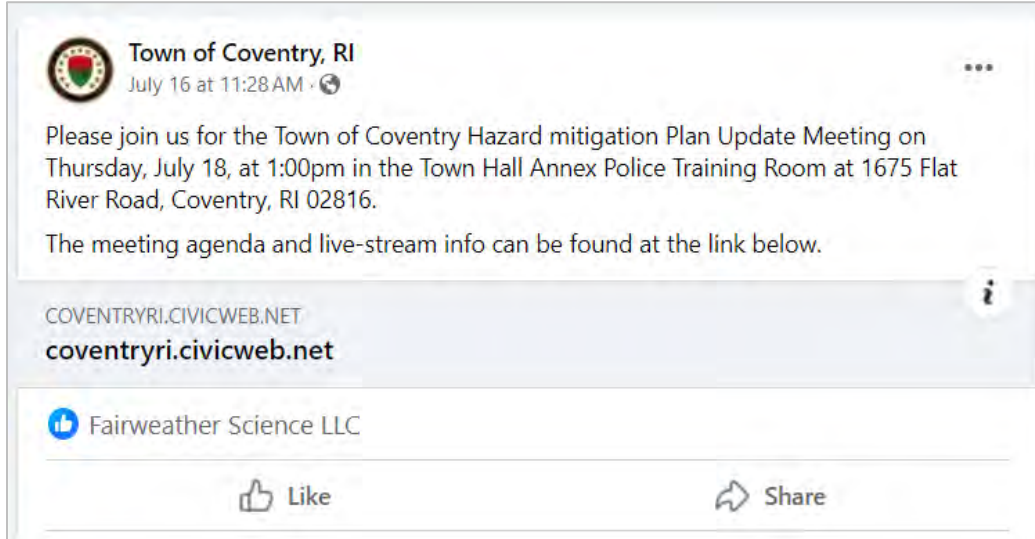 Town of Coventry, RI
July 16 at 11:28 AM ·
Please join us for the Town of Coventry Hazard mitigation Plan Update Meeting on
Thursday, July 18, at 1:00pm in the Town Hall Annex Police Training Room at 1675 Flat
River Road, Coventry, RI 02816.
The meeting agenda and live-stream info can be found at the link below.
COVENTRYRI.CIVICWEB.NET
coventryri.civicweb.net
Fairweather Science LLC
Like
Share